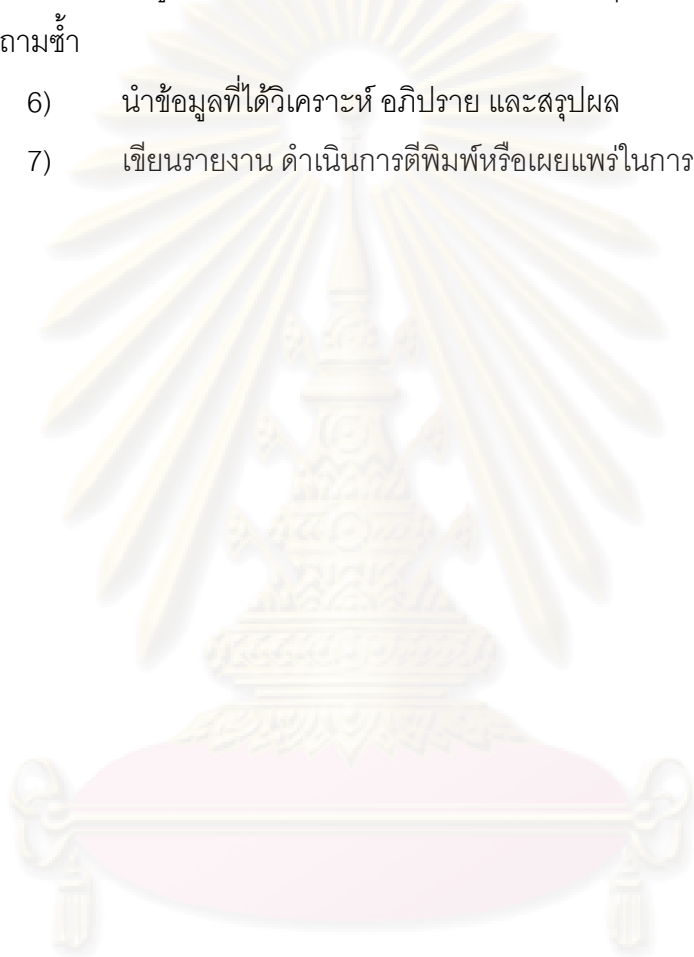 ถามซ้ำ
6) นำข้อมูลที่ได้วิเคราะห์ อภิปราย และสรุปผล
7) เขียนรายงาน ดำเนินการตีพิมพ์หรือเผยแพร่ในการ